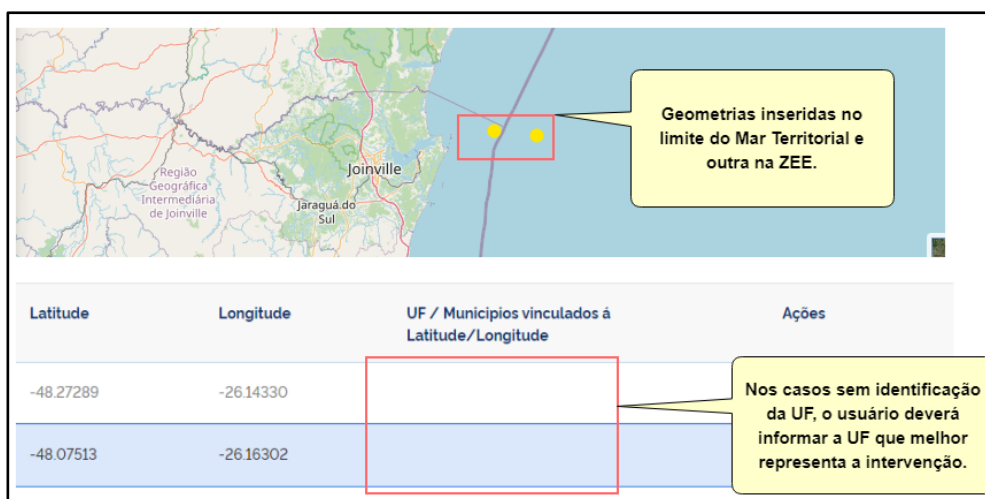 Geometrias inseridas no
limite do Mar Territorial e
outra na ZEE.
Joinville
Região
Geográfica
Intermediária
de Joinville
Jaraguá do
Sul
Latitude
Longitude
UF / Municipios vinculados á
Latitude/Longitude
Ações
-48.27289
-26.14330
-48.07513
-26.16302
Nos casos sem identificação
da UF, o usuário deverá
informar a UF que melhor
representa a intervenção.